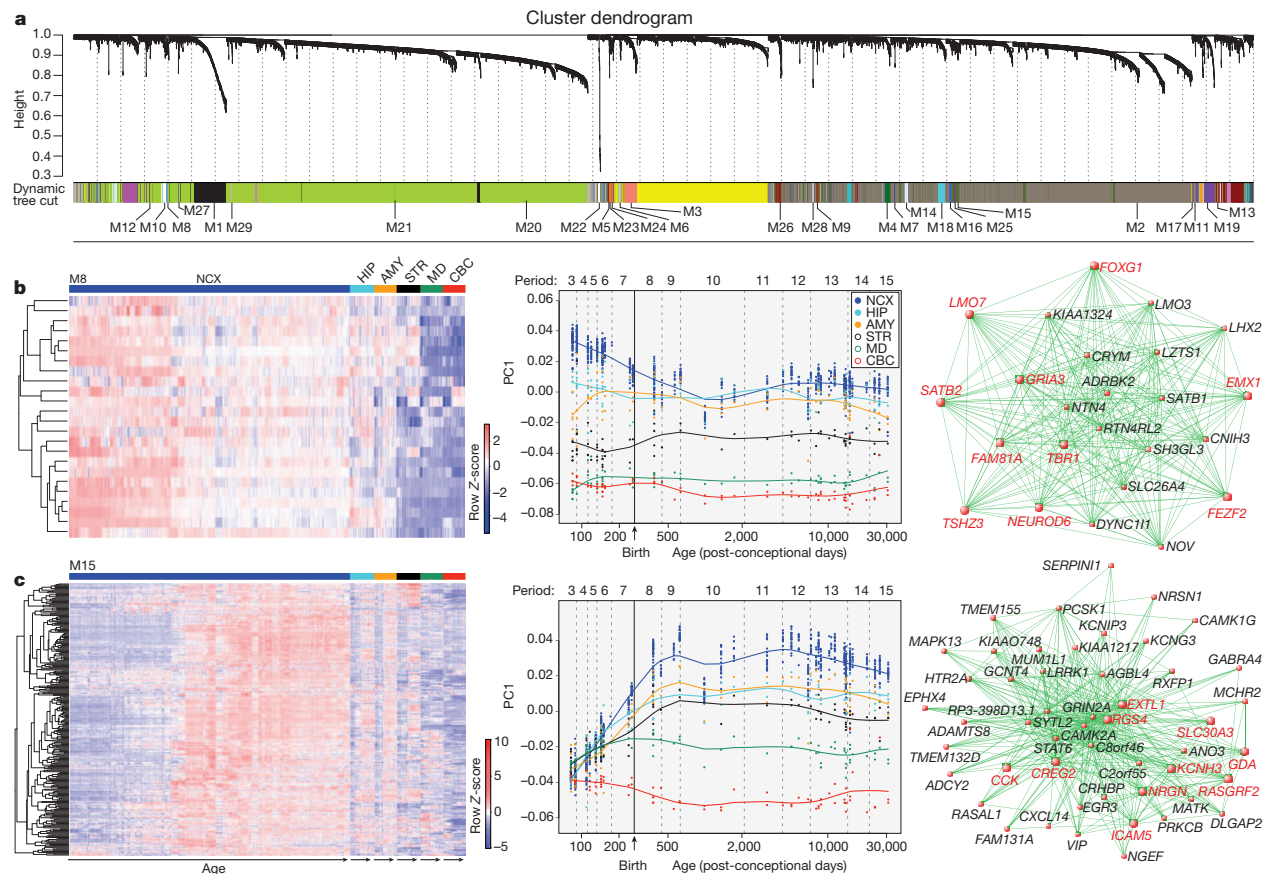 a
Cluster dendrogram
Height
1.0
0.9
0.8
0.7
0.6
0.5
0.4
0.3
Dynamic
tree cut
M12 M10 M8 M27 M1 M29 M21 M20 M22 M5 M23 M24 M6 M3 M26 M28 M9 M4 M7 M14 M18 M16 M25 M15 M2 M17 M11 M19 M13
b
M8 NCX HIP AMY STR MD CBC
Row Z-score
2
0
−2
−4
Period: 3 4 5 6 7 8 9 10 11 12 13 14 15
PC1
0.06
0.04
0.02
0.00
−0.02
−0.04
−0.06
−0.08
NCX
HIP
AMY
STR
MD
CBC
100 200 500 2,000 10,000 30,000
Birth Age (post-conceptional days)
FOXG1
LMO7
LMO3
KIAA1324
LHX2
LZTS1
CRYM
GRIA3
ADRBK2
EMX1
SATB2
SATB1
NTN4
RTN4RL2
CNIH3
SH3GL3
FAM81A
TBR1
SLC26A4
FEZF2
TSHZ3
NEUROD6
DYNC1I1
NOV
c
M15
Age
Row Z-score
10
5
0
−5
Period: 3 4 5 6 7 8 9 10 11 12 13 14 15
PC1
0.04
0.02
0.00
−0.02
−0.04
−0.06
100 200 500 2,000 10,000 30,000
Birth Age (post-conceptional days)
SERPINI1
NRSN1
TMEM155
PCSK1
CAMK1G
KCNIP3
MAPK13
KIAAO748
KIAA1217
KCNG3
MUM1L1
GABRA4
HTR2A
GCNT4
LRRK1
AGBL4
RXFP1
EPHX4
MCHR2
RP3-398D13.1
GRIN2A
EXTL1
SYTL2
RGS4
ADAMTS8
SLC30A3
CAMK2A
STAT6
C8orf46
ANO3
TMEM132D
GDA
C2orf55
KCNH3
ADCY2
CCK
CREG2
CRHBP
NRGN
RASGRF2
EGR3
MATK
RASAL1
CXCL14
PRKCB
DLGAP2
FAM131A
VIP
ICAM5
NGEF